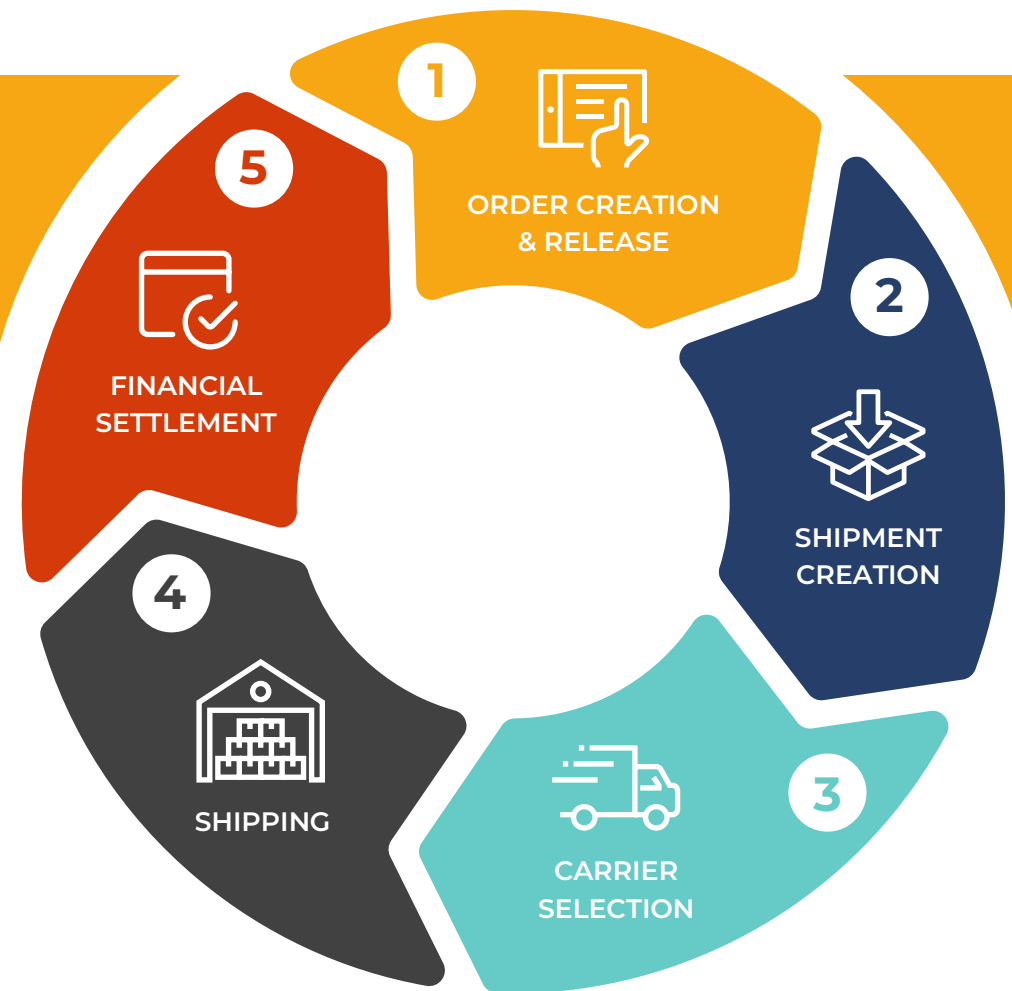 1
ORDER CREATION
& RELEASE
2
SHIPMENT
CREATION
3
CARRIER
SELECTION
4
SHIPPING
5
FINANCIAL
SETTLEMENT